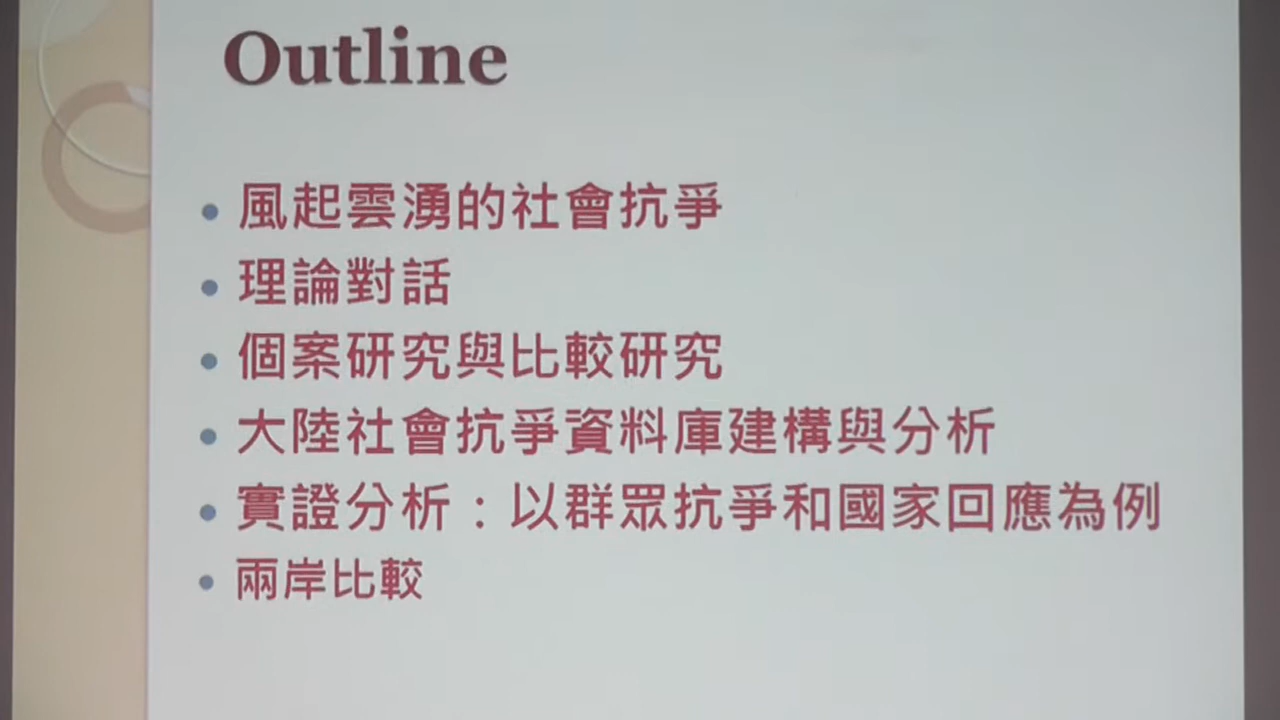 Outline
風起雲湧的社會抗爭
理論對話
個案研究與比較研究
大陸社會抗爭資料庫建構與分析
實證分析：以群眾抗爭和國家回應為例
兩岸比較